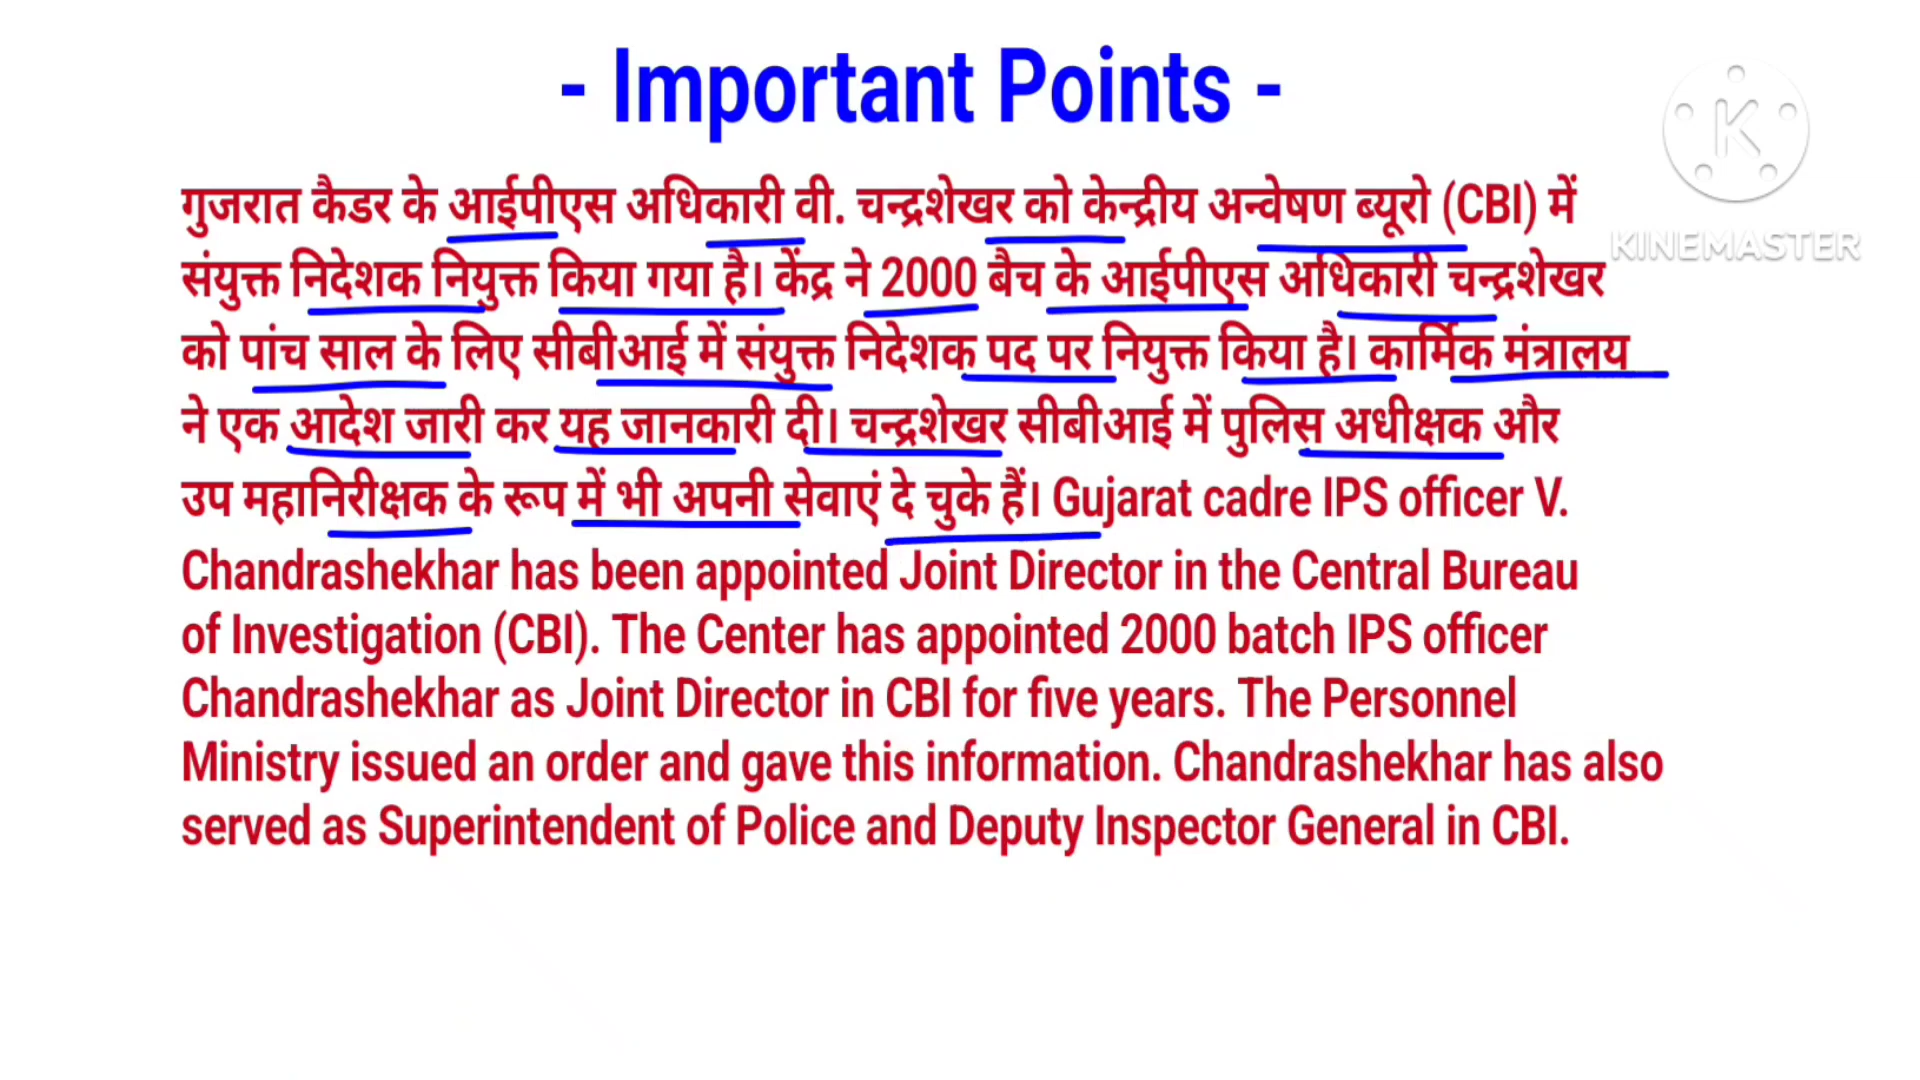 - Important Points -
गुजरात कैडर के आईपीएस अधिकारी वी. चन्द्रशेखर को केन्द्रीय अन्वेषण ब्यूरो (CBI) में
संयुक्त निदेशक नियुक्त किया गया है। केंद्र ने 2000 बैच के आईपीएस अधिकारी चन्द्रशेखर
को पांच साल के लिए सीबीआई में संयुक्त निदेशक पद पर नियुक्त किया है। कार्मिक मंत्रालय
ने एक आदेश जारी कर यह जानकारी दी। चन्द्रशेखर सीबीआई में पुलिस अधीक्षक और
उप महानिरीक्षक के रूप में भी अपनी सेवाएं दे चुके हैं। Gujarat cadre IPS officer V.
Chandrashekhar has been appointed Joint Director in the Central Bureau
of Investigation (CBI). The Center has appointed 2000 batch IPS officer
Chandrashekhar as Joint Director in CBI for five years. The Personnel
Ministry issued an order and gave this information. Chandrashekhar has also
served as Superintendent of Police and Deputy Inspector General in CBI.
K
KINEMASTER